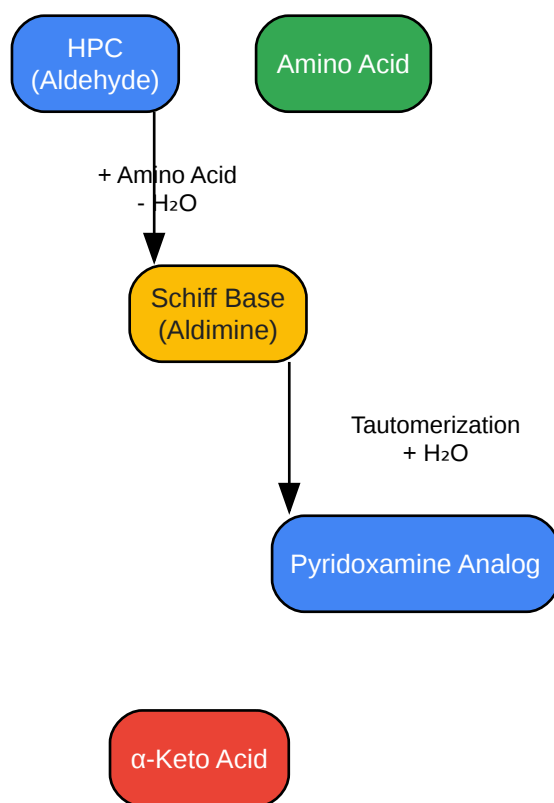 HPC
(Aldehyde)
Amino Acid
+ Amino Acid
- H₂O
Schiff Base
(Aldimine)
Tautomerization
+ H₂O
Pyridoxamine Analog
α-Keto Acid